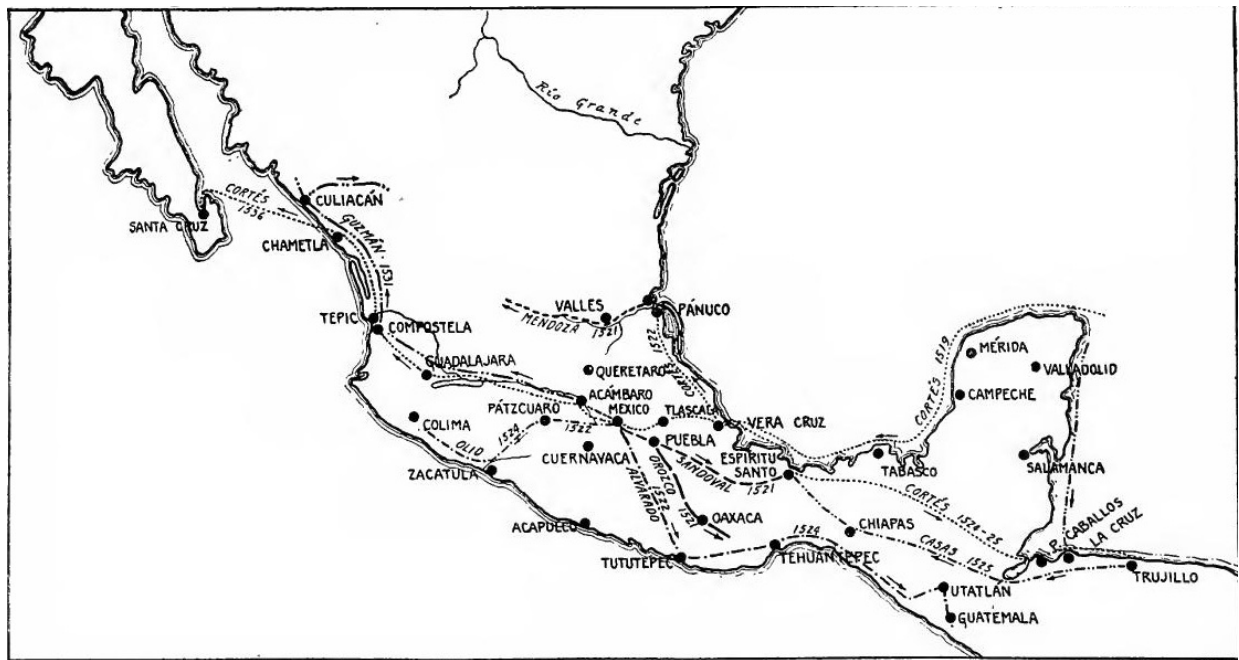 Río Grande
CULIACÁN
CORTÉS
1536
SANTA CRUZ
CHAMETLA
GUZMÁN - 1531
VALLES
PÁNUCO
MENDOZA
1521
TEPIC
COMPOSTELA
CORTÉS
1522
CORTÉS 1519
MÉRIDA
VALLADOLID
GUADALAJARA
QUERETARO
ACÁMBARO
CAMPECHE
PÁTZCUARO
MEXICO
TLASCALA
VERA CRUZ
COLIMA
OLID
1524
1522
PUEBLA
CUERNAVACA
ESPIRITU
SANTO
TABASCO
SALAMANCA
ZACATULA
SANDOVAL
1521
OROZCO
1521
ALVARADO
1522
CORTÉS 1524-25
ACAPULCO
OAXACA
1524
CHIAPAS
P. CABALLOS
LA CRUZ
CASAS 1525
TUTUTEPEC
TEHUANTEPEC
TRUJILLO
UTATLÁN
GUATEMALA